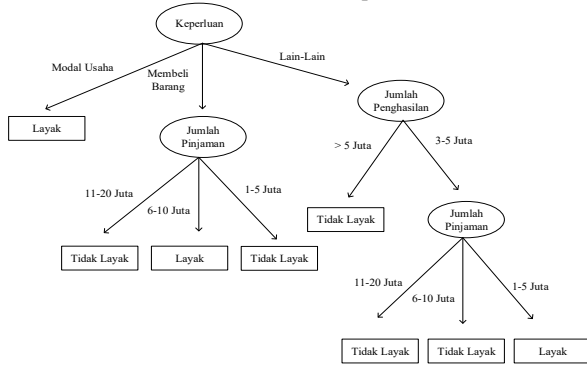 Keperluan
Modal Usaha
Membeli
Barang
Lain-Lain
Layak
Jumlah
Pinjaman
Jumlah
Penghasilan
11-20 Juta
6-10 Juta
1-5 Juta
> 5 Juta
3-5 Juta
Tidak Layak
Layak
Tidak Layak
Tidak Layak
Jumlah
Pinjaman
11-20 Juta
6-10 Juta
1-5 Juta
Tidak Layak
Tidak Layak
Layak